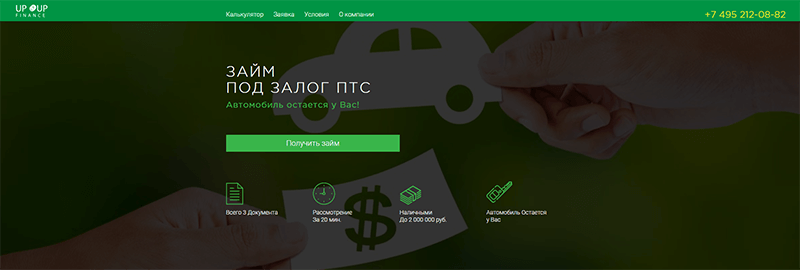 UP UP
FINANCE
Калькулятор Заявка Условия О компании
+7 495 212-08-82
ЗАЙМ
ПОД ЗАЛОГ ПТС
Автомобиль остается у Вас!
Получить займ
Всего 3 Документа
Рассмотрение
За 20 мин.
Наличными
До 2 000 000 руб.
Автомобиль Остается
у Вас
$